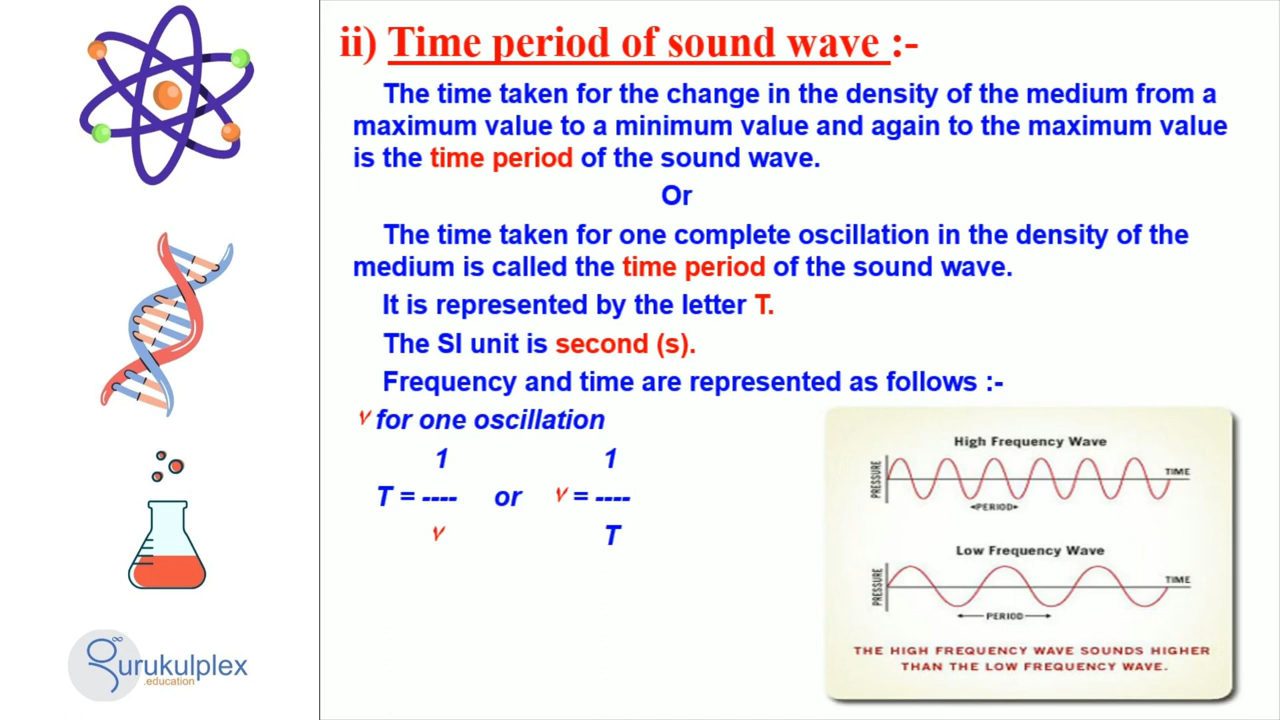 ii) Time period of sound wave :-
The time taken for the change in the density of the medium from a
maximum value to a minimum value and again to the maximum value
is the time period of the sound wave.
Or
The time taken for one complete oscillation in the density of the
medium is called the time period of the sound wave.
It is represented by the letter T.
The SI unit is second (s).
Frequency and time are represented as follows :-
ν for one oscillation
1 1
T = ---- or ν = ----
ν T
High Frequency Wave
PRESSURE
TIME
PERIOD
Low Frequency Wave
PRESSURE
TIME
PERIOD
THE HIGH FREQUENCY WAVE SOUNDS HIGHER
THAN THE LOW FREQUENCY WAVE.
gurukulplex
.education